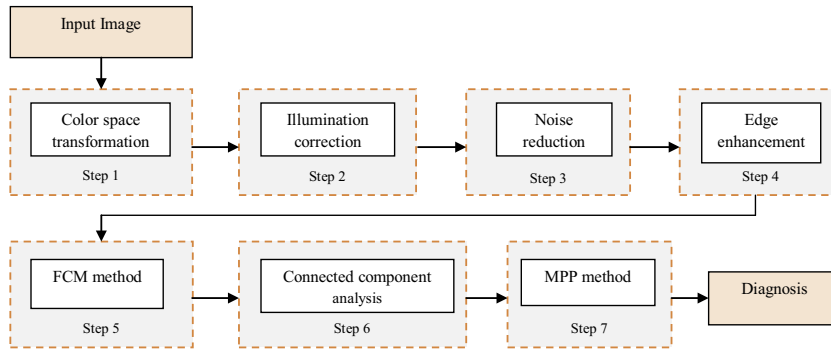 Input Image
Color space
transformation
Step 1
Illumination
correction
Step 2
Noise
reduction
Step 3
Edge
enhancement
Step 4
FCM method
Step 5
Connected component
analysis
Step 6
MPP method
Step 7
Diagnosis